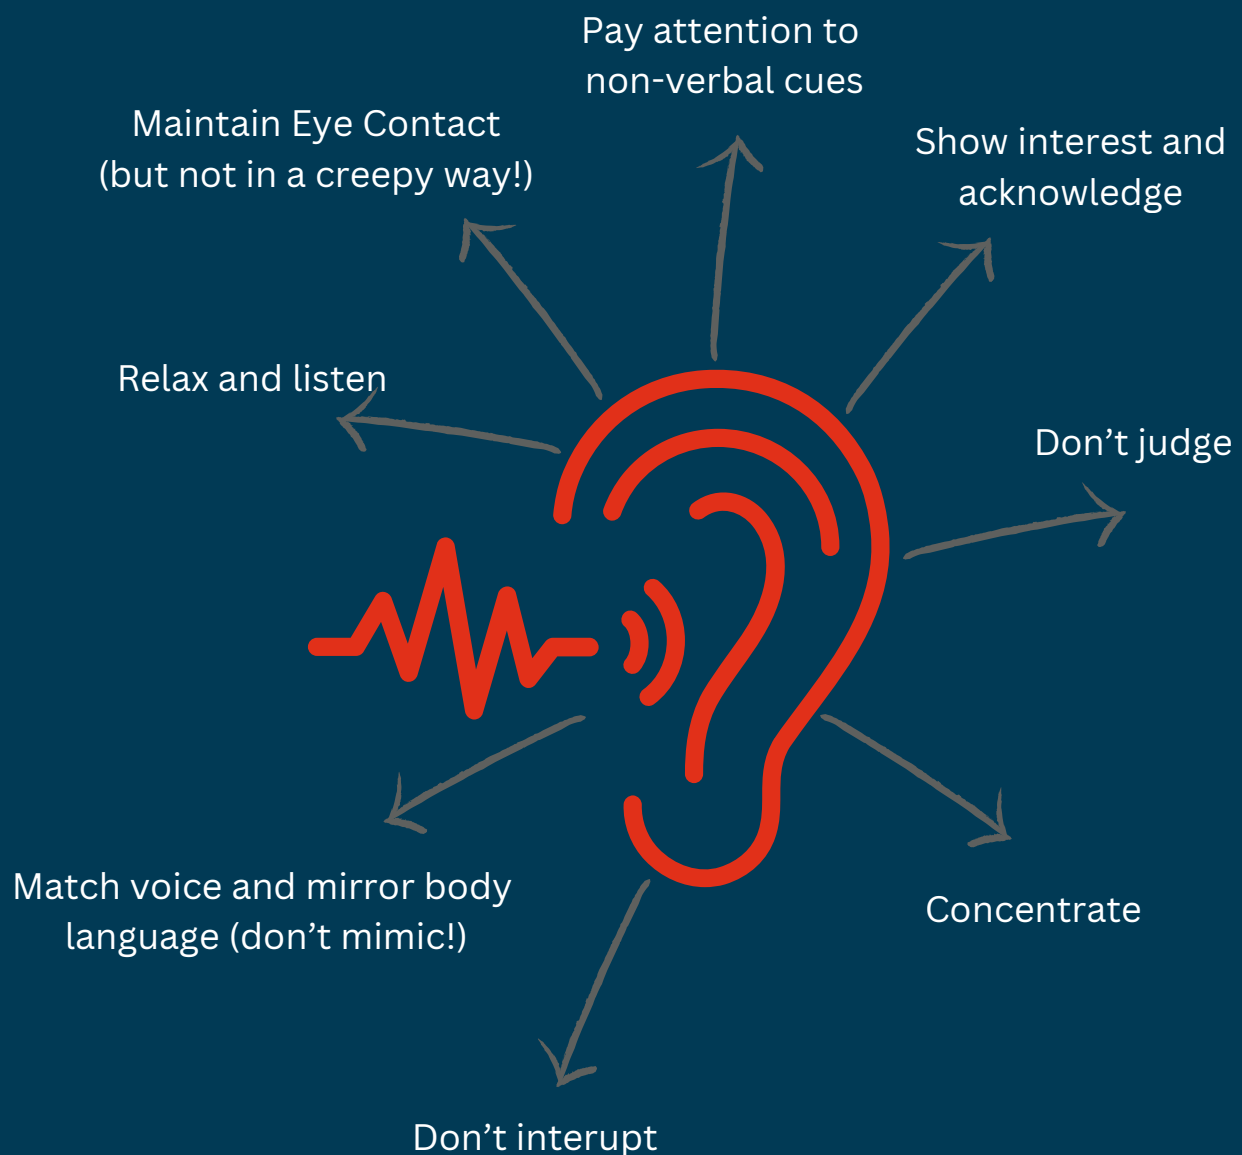 Pay attention to
non-verbal cues
Maintain Eye Contact
(but not in a creepy way!)
Show interest and
acknowledge
Relax and listen
Don’t judge
Match voice and mirror body
language (don’t mimic!)
Concentrate
Don’t interupt